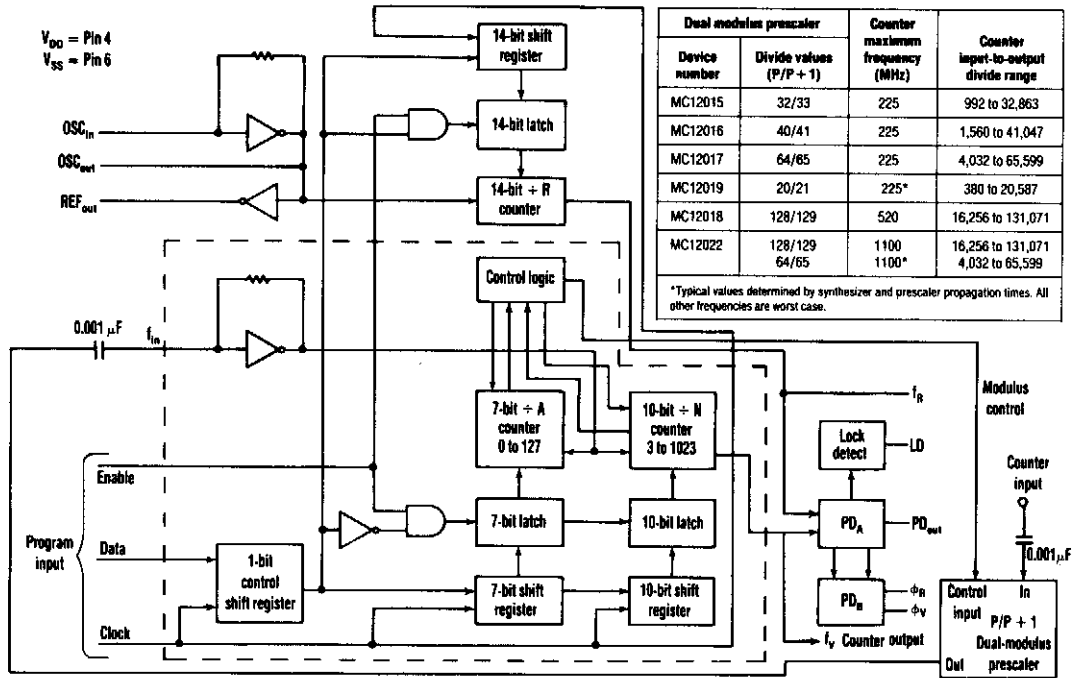 V_DD = Pin 4
V_SS = Pin 6
OSC_in
OSC_out
REF_out
14-bit shift
register
14-bit latch
14-bit ÷ R
counter
Dual modulus prescaler
Counter
maximum
frequency
(MHz)
Counter
input-to-output
divide range
Device
number
Divide values
(P/P + 1)
MC12015 32/33 225 992 to 32,863
MC12016 40/41 225 1,560 to 41,047
MC12017 64/65 225 4,032 to 65,599
MC12019 20/21 225* 380 to 20,587
MC12018 128/129 520 16,256 to 131,071
MC12022 128/129 1100 16,256 to 131,071
64/65 1100* 4,032 to 65,599
*Typical values determined by synthesizer and prescaler propagation times. All
other frequencies are worst case.
0.001 μF
f_in
Control logic
7-bit ÷ A
counter
0 to 127
10-bit ÷ N
counter
3 to 1023
Modulus
control
f_R
Lock
detect
LD
Counter
input
0.001 μF
Enable
7-bit latch
10-bit latch
PD_A
PD_out
Program
input
Data
1-bit
control
shift register
7-bit shift
register
10-bit shift
register
PD_B
ϕ_R
ϕ_V
Clock
f_V Counter output
Control
input
In
P/P + 1
Dual-modulus
prescaler
Out